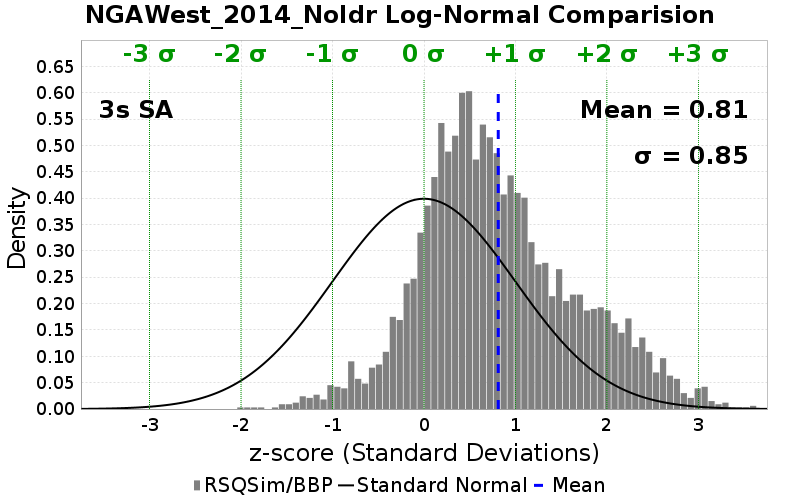 NGAWest_2014_NoIdr Log-Normal Comparision
-3 σ -2 σ -1 σ 0 σ +1 σ +2 σ +3 σ
3s SA
Mean = 0.81
σ = 0.85
Density
0.65
0.60
0.55
0.50
0.45
0.40
0.35
0.30
0.25
0.20
0.15
0.10
0.05
0.00
-3 -2 -1 0 1 2 3
z-score (Standard Deviations)
RSQSim/BBP Standard Normal Mean